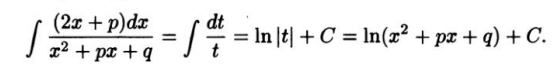 ∫ (2x + p)dx / x² + px + q = ∫ dt / t = ln |t| + C = ln(x² + px + q) + C.